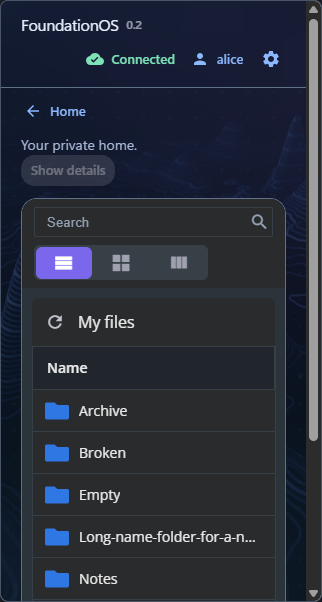 FoundationOS 0.2
Connected alice
Home
Your private home.
Show details
Search
My files
Name
Archive
Broken
Empty
Long-name-folder-for-a-n...
Notes